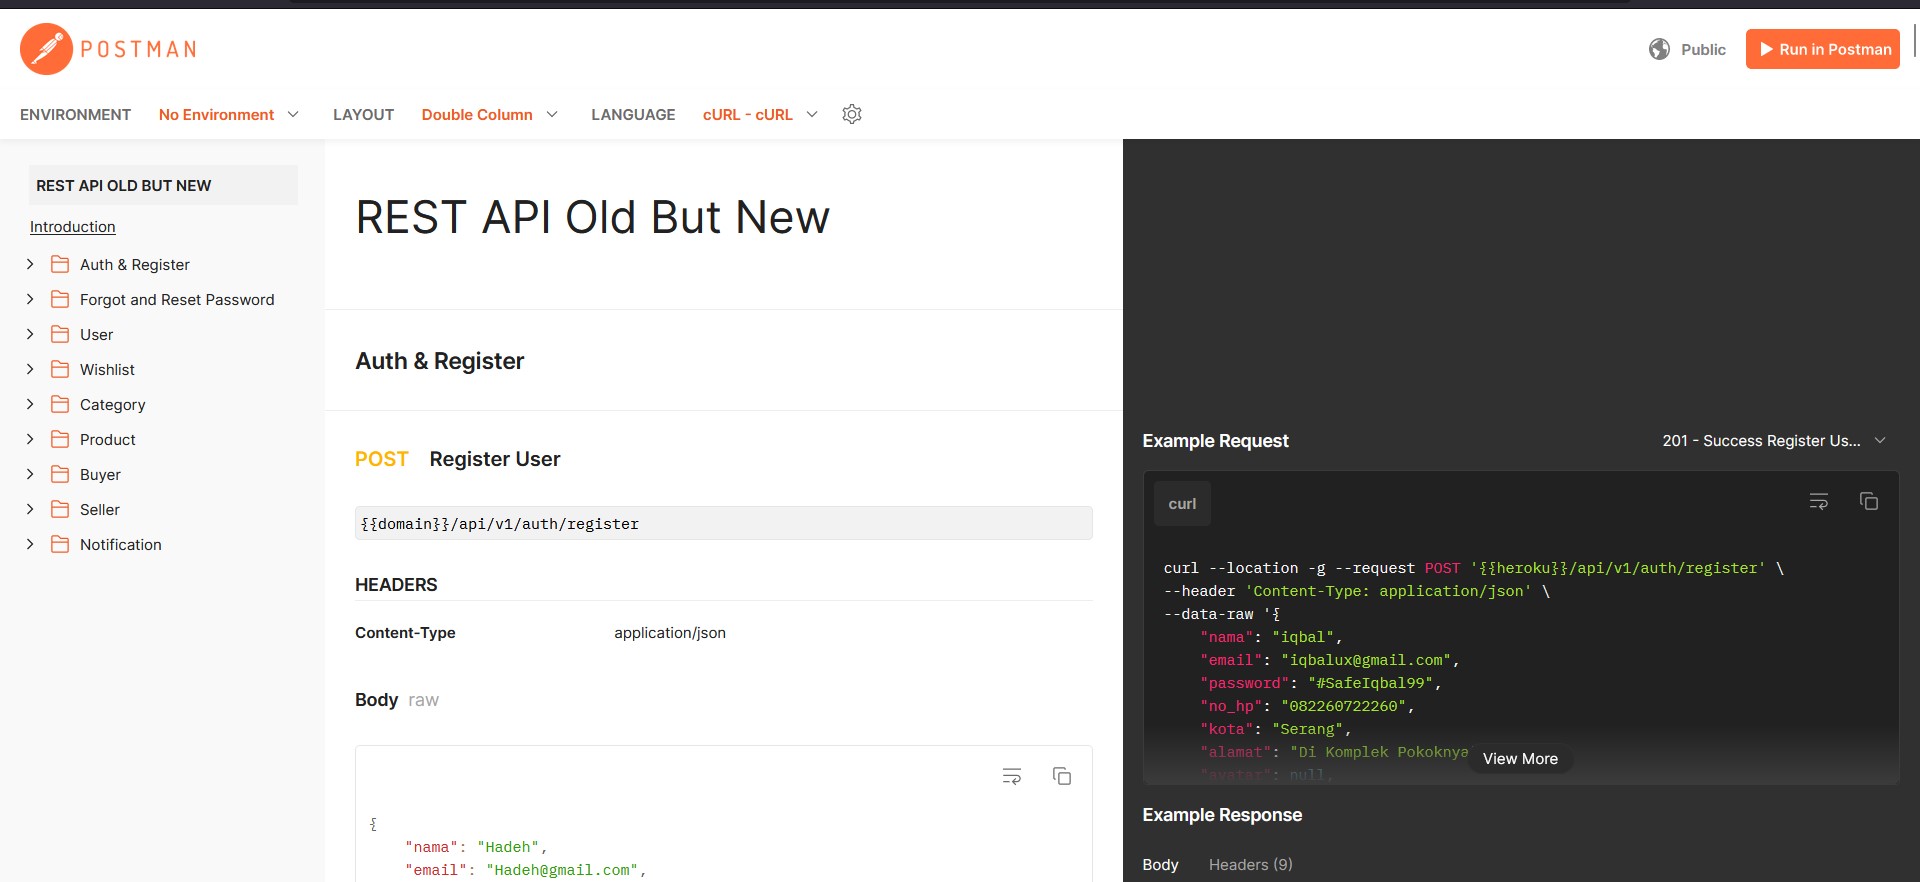 POSTMAN
Public
Run in Postman
ENVIRONMENT No Environment LAYOUT Double Column LANGUAGE cURL - cURL
REST API OLD BUT NEW
Introduction
Auth & Register
Forgot and Reset Password
User
Wishlist
Category
Product
Buyer
Seller
Notification
REST API Old But New
Auth & Register
POST Register User
{{domain}}/api/v1/auth/register
HEADERS
Content-Type application/json
Body raw
{
"nama": "Hadeh",
"email": "Hadeh@gmail.com",
Example Request
201 - Success Register Us...
curl
curl --location -g --request POST '{{heroku}}/api/v1/auth/register' \
--header 'Content-Type: application/json' \
--data-raw '{
"nama": "iqbal",
"email": "iqbalux@gmail.com",
"password": "#SafeIqbal99",
"no_hp": "082260722260",
"kota": "Serang",
"alamat": "Di Komplek Pokoknya
View More
"avatar": null,
Example Response
Body Headers (9)